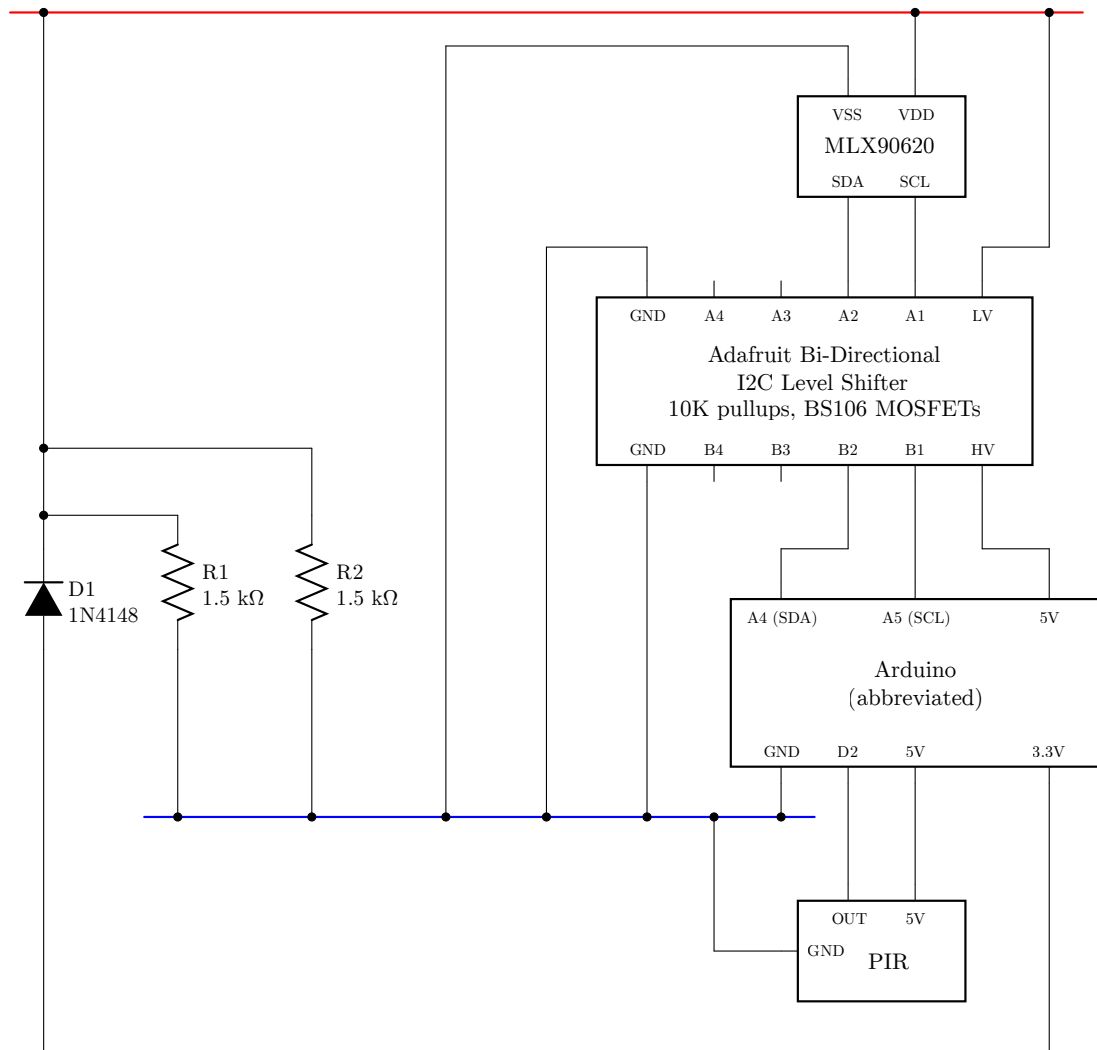 VSS VDD
MLX90620
SDA SCL
GND A4 A3 A2 A1 LV
Adafruit Bi-Directional
I2C Level Shifter
10K pullups, BS106 MOSFETs
GND B4 B3 B2 B1 HV
R1
1.5 kΩ
R2
1.5 kΩ
D1
1N4148
A4 (SDA) A5 (SCL) 5V
Arduino
(abbreviated)
GND D2 5V 3.3V
OUT 5V
GND
PIR